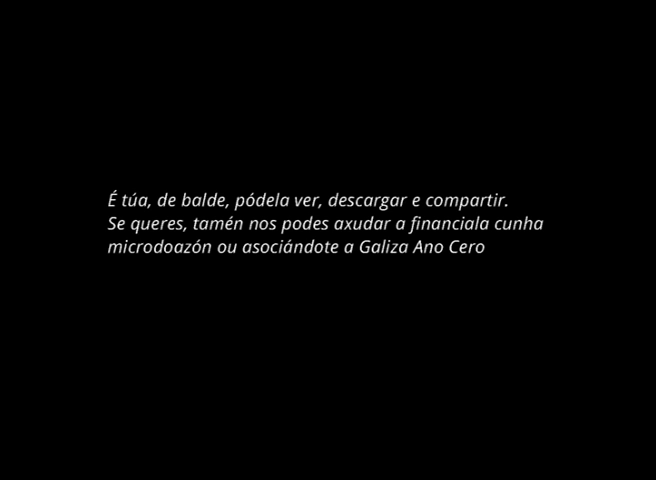 É túa, de balde, pódela ver, descargar e compartir.
Se queres, tamén nos podes axudar a financiala cunha
microdoazón ou asociándote a Galiza Ano Cero